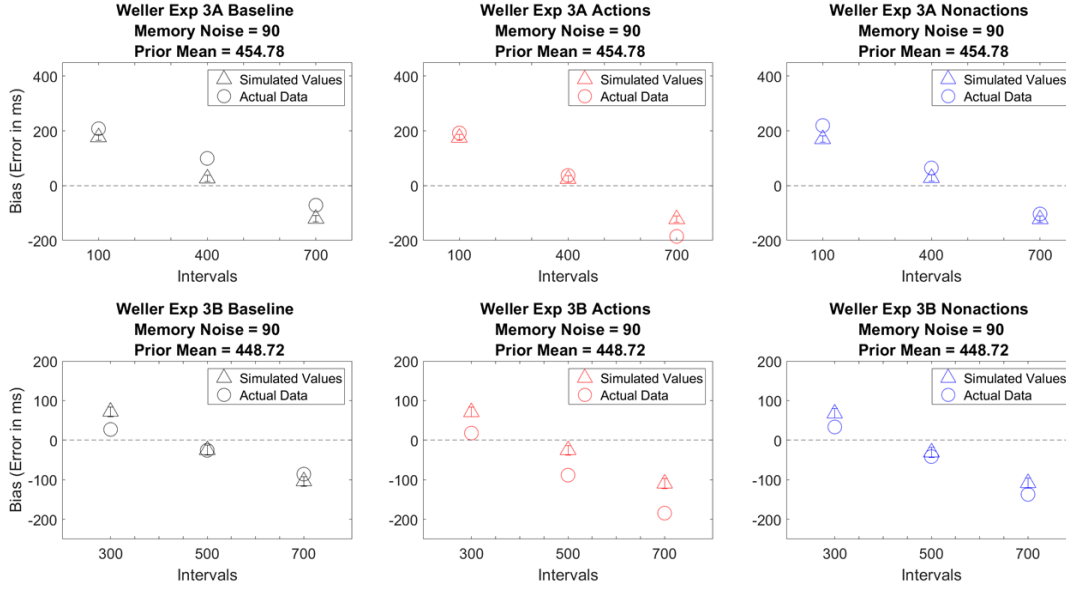 Weller Exp 3A Baseline
Memory Noise = 90
Prior Mean = 454.78
400
200
0
-200
Bias (Error in ms)
Simulated Values
Actual Data
100 400 700
Intervals
Weller Exp 3A Actions
Memory Noise = 90
Prior Mean = 454.78
400
200
0
-200
Simulated Values
Actual Data
100 400 700
Intervals
Weller Exp 3A Nonactions
Memory Noise = 90
Prior Mean = 454.78
400
200
0
-200
Simulated Values
Actual Data
100 400 700
Intervals
Weller Exp 3B Baseline
Memory Noise = 90
Prior Mean = 448.72
200
100
0
-100
-200
Bias (Error in ms)
Simulated Values
Actual Data
300 500 700
Intervals
Weller Exp 3B Actions
Memory Noise = 90
Prior Mean = 448.72
200
100
0
-100
-200
Simulated Values
Actual Data
300 500 700
Intervals
Weller Exp 3B Nonactions
Memory Noise = 90
Prior Mean = 448.72
200
100
0
-100
-200
Simulated Values
Actual Data
300 500 700
Intervals